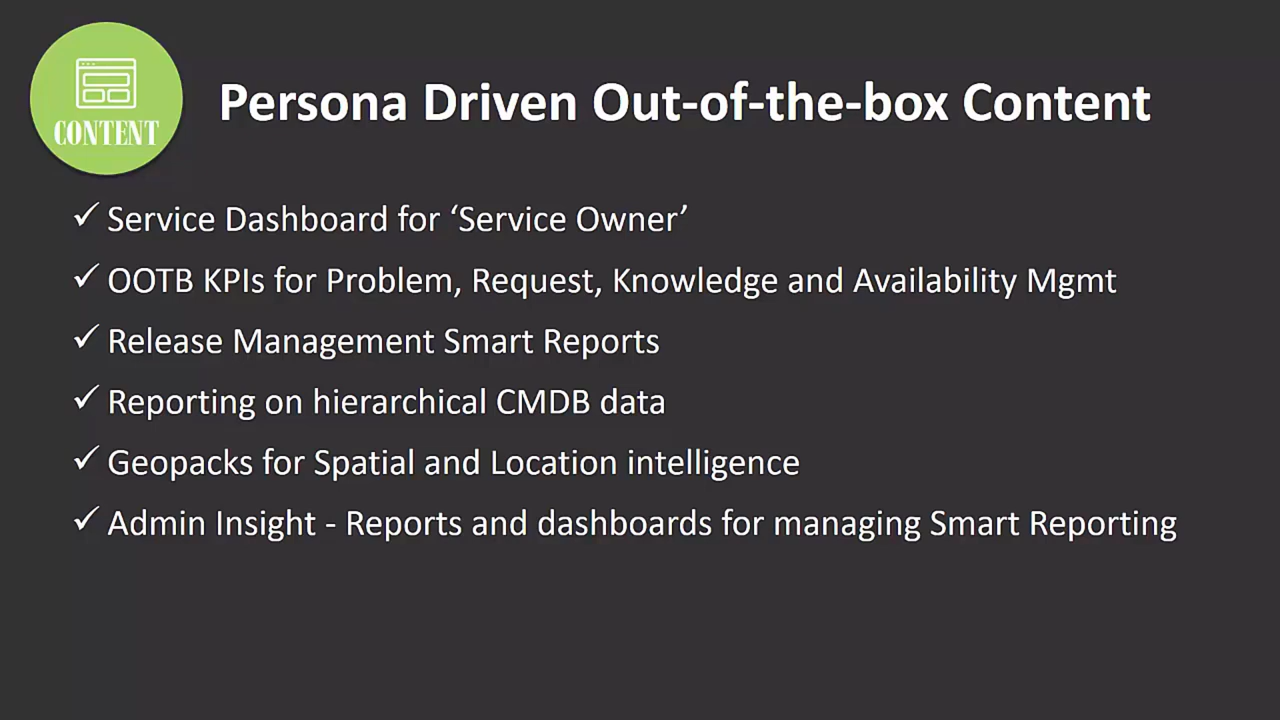 CONTENT
Persona Driven Out-of-the-box Content
✓ Service Dashboard for ‘Service Owner’
✓ OOTB KPIs for Problem, Request, Knowledge and Availability Mgmt
✓ Release Management Smart Reports
✓ Reporting on hierarchical CMDB data
✓ Geopacks for Spatial and Location intelligence
✓ Admin Insight - Reports and dashboards for managing Smart Reporting